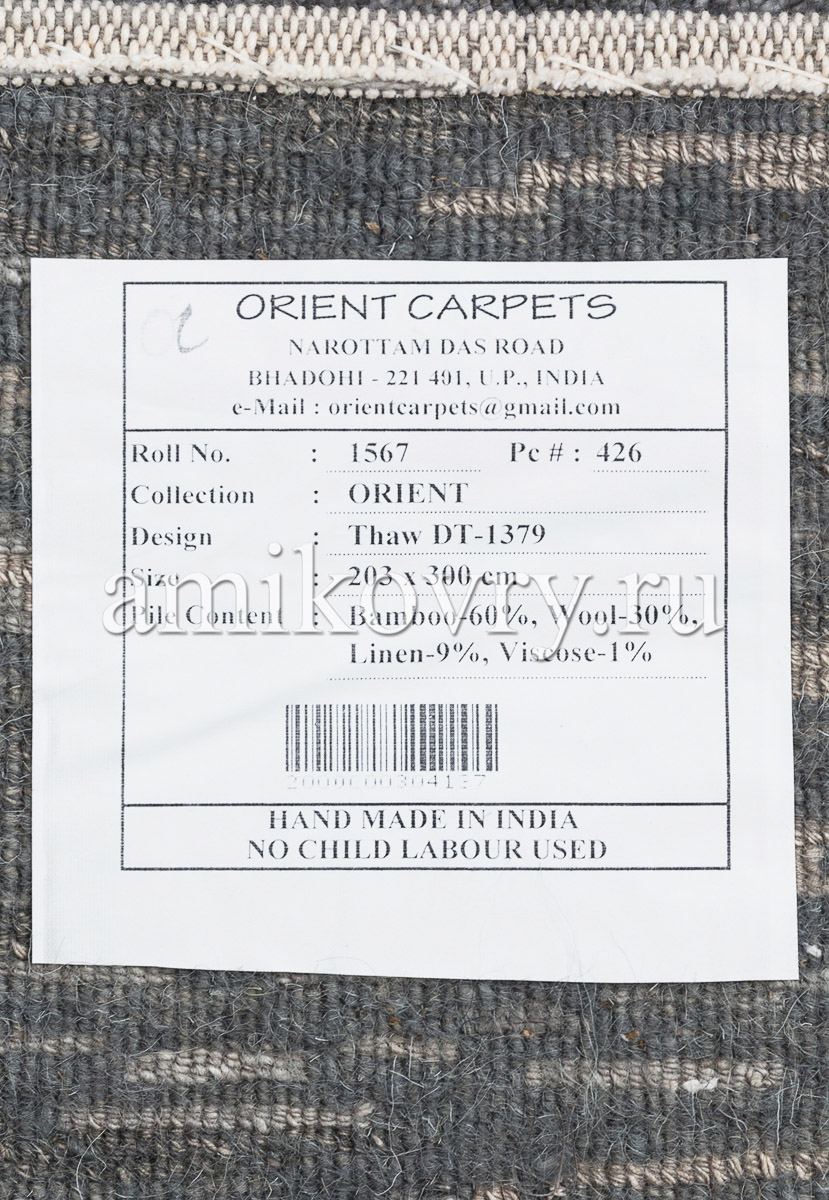 ORIENT CARPETS
NAROTTAM DAS ROAD
BHADOHI - 221 401, U.P., INDIA
e-Mail : orientcarpets@gmail.com
Roll No. : 1567 Pc # : 426
Collection : ORIENT
Design : Thaw DT-1379
Size : 203 x 300 cm
amikovry.ru
Pile Content : Bamboo-60%, Wool-30%,
Linen-9%, Viscose-1%
HAND MADE IN INDIA
NO CHILD LABOUR USED